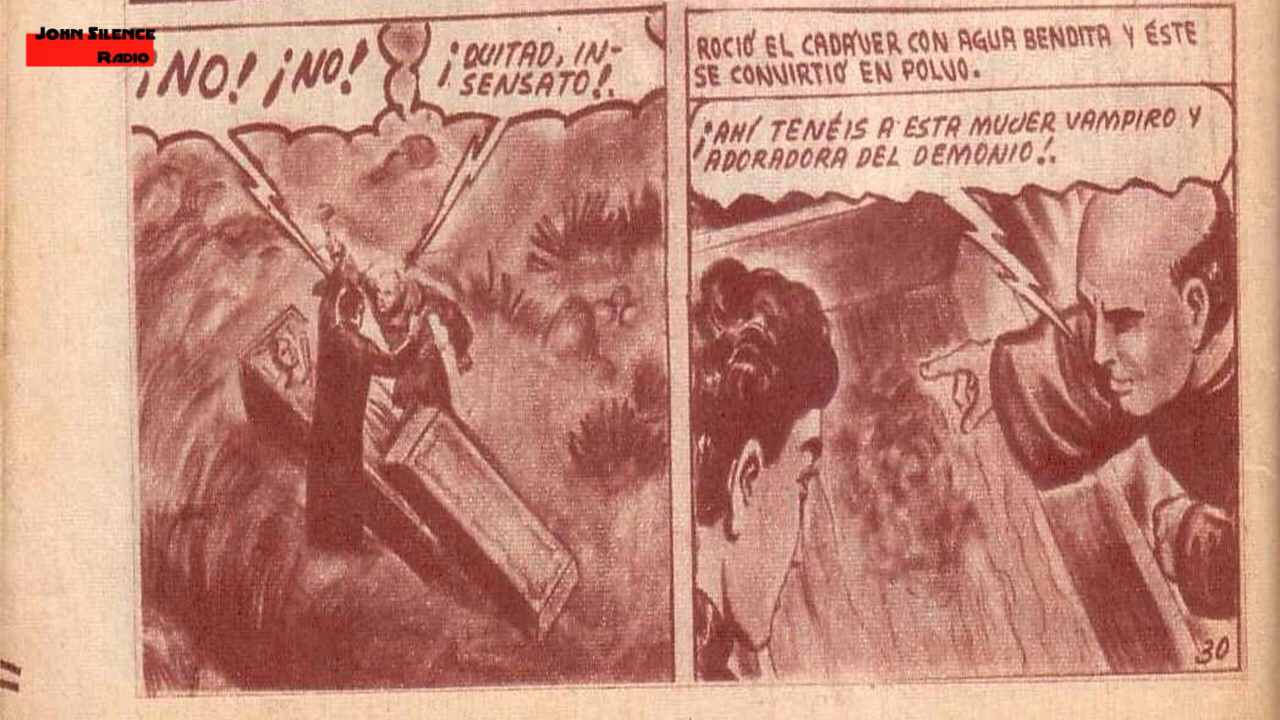 John Silence
Radio
¡NO! ¡NO!
¡QUITAD, IN-
SENSATO!.
ROCIÓ EL CADÁVER CON AGUA BENDITA Y ÉSTE
SE CONVIRTIÓ EN POLVO.
¡AHÍ TENÉIS A ESTA MUJER VAMPIRO Y
ADORADORA DEL DEMONIO!.
30